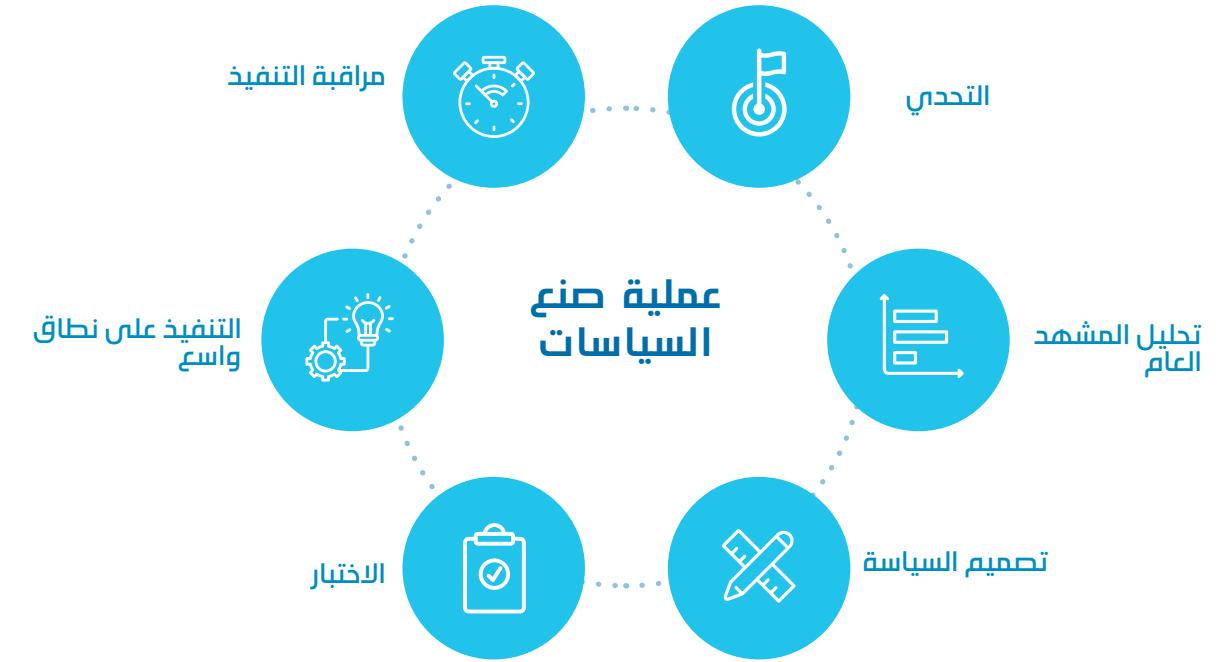 عملية صنع
السياسات
التحدي
تحليل المشهد
العام
تصميم السياسة
الاختبار
التنفيذ على نطاق
واسع
مراقبة التنفيذ